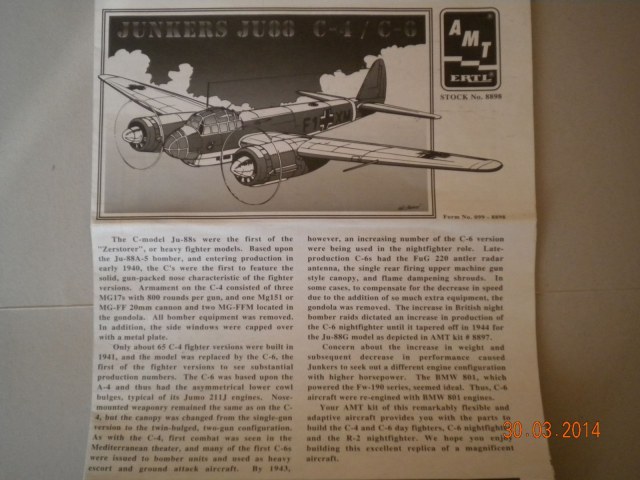 JUNKERS JU88 C-4 / C-6
AMT
ERTL
STOCK No. 8898
F1 XM
Form No. 899 - 8898
The C-model Ju-88s were the first of the
"Zerstorer", or heavy fighter models. Based upon
the Ju-88A-5 bomber, and entering production in
early 1940, the C's were the first to feature the
solid, gun-packed nose characteristic of the fighter
versions. Armament on the C-4 consisted of three
MG17s with 800 rounds per gun, and one Mg151 or
MG-FF 20mm cannon and two MG-FFM located in
the gondola. All bomber equipment was removed.
In addition, the side windows were capped over
with a metal plate.
Only about 65 C-4 fighter versions were built in
1941, and the model was replaced by the C-6, the
first of the fighter versions to see substantial
production numbers. The C-6 was based upon the
A-4 and thus had the asymmetrical lower cowl
bulges, typical of its Jumo 211J engines. Nose-
mounted weaponry remained the same as on the C-
4, but the canopy was changed from the single-gun
version to the twin-bulged, two-gun configuration.
As with the C-4, first combat was seen in the
Mediterranean theater, and many of the first C-6s
were issued to bomber units and used as heavy
escort and ground attack aircraft. By 1943,
however, an increasing number of the C-6 version
were being used in the nightfighter role. Late-
production C-6s had the FuG 220 antler radar
antenna, the single rear firing upper machine gun
style canopy, and flame dampening shrouds. In
some cases, to compensate for the decrease in speed
due to the addition of so much extra equipment, the
gondola was removed. The increase in British night
bomber raids dictated an increase in production of
the C-6 nightfighter until it tapered off in 1944 for
the Ju-88G model as depicted in AMT kit # 8897.
Concern about the increase in weight and
subsequent decrease in performance caused
Junkers to seek out a different engine configuration
with higher horsepower. The BMW 801, which
powered the Fw-190 series, seemed ideal. Thus, C-6
aircraft were re-engined with BMW 801 engines.
Your AMT kit of this remarkably flexible and
adaptive aircraft provides you with the parts to
build the C-4 and C-6 day fighters, C-6 nightfighter
and the R-2 nightfighter. We hope you enjoy
building this excellent replica of a magnificent
aircraft.
30.03.2014